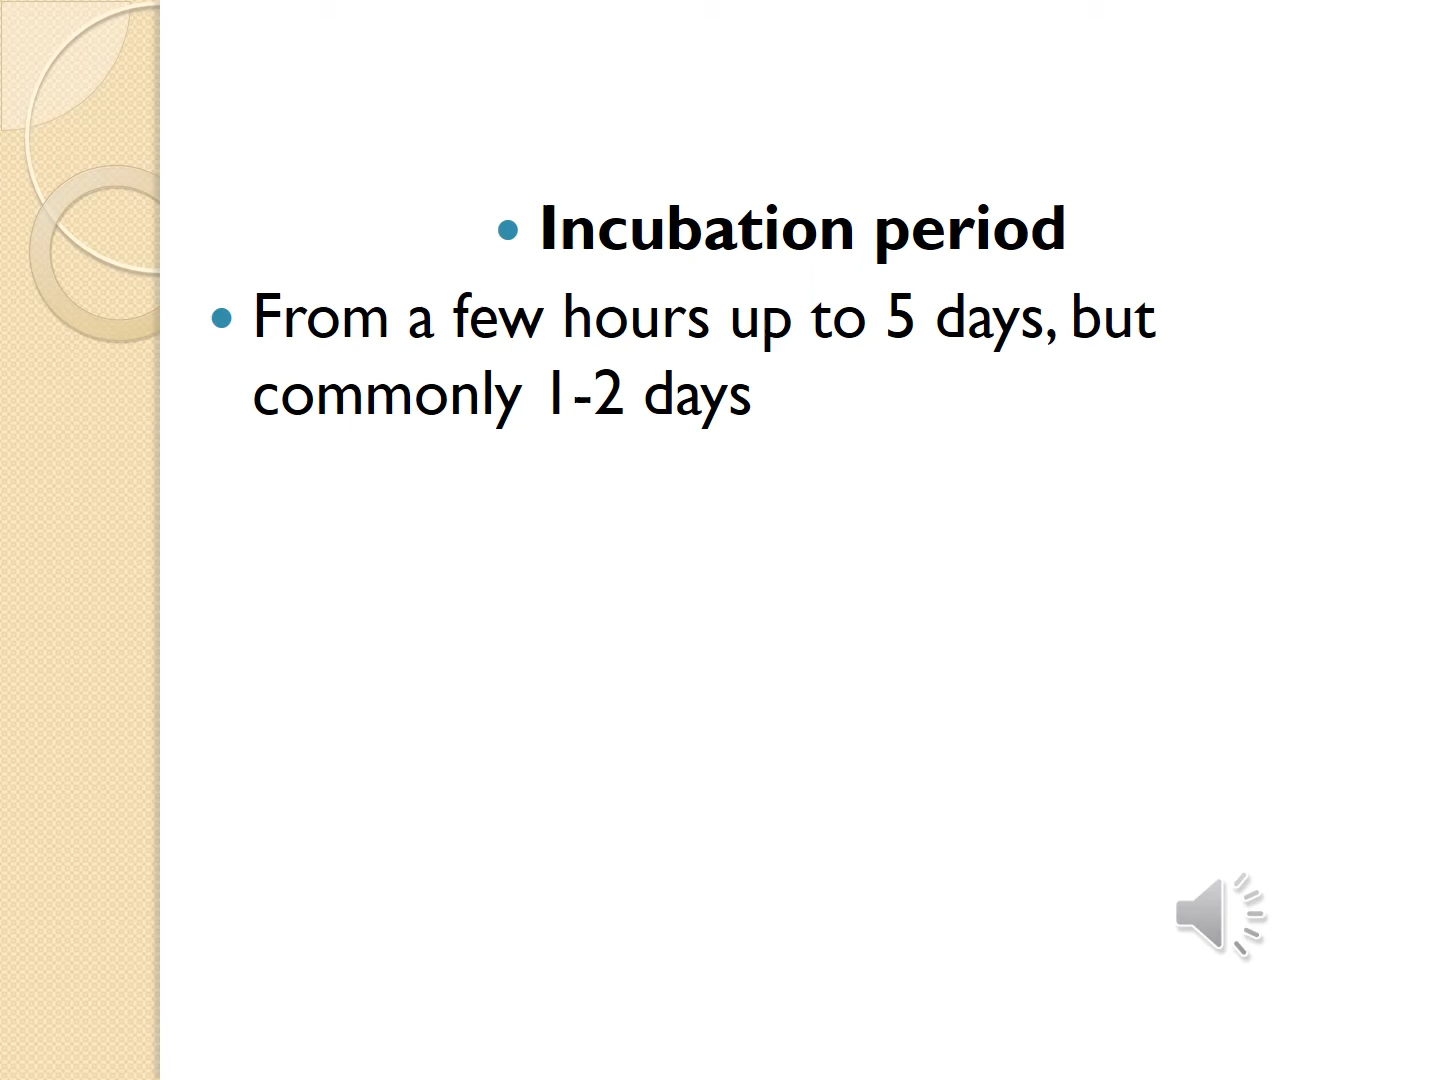 • Incubation period
• From a few hours up to 5 days, but
commonly 1-2 days